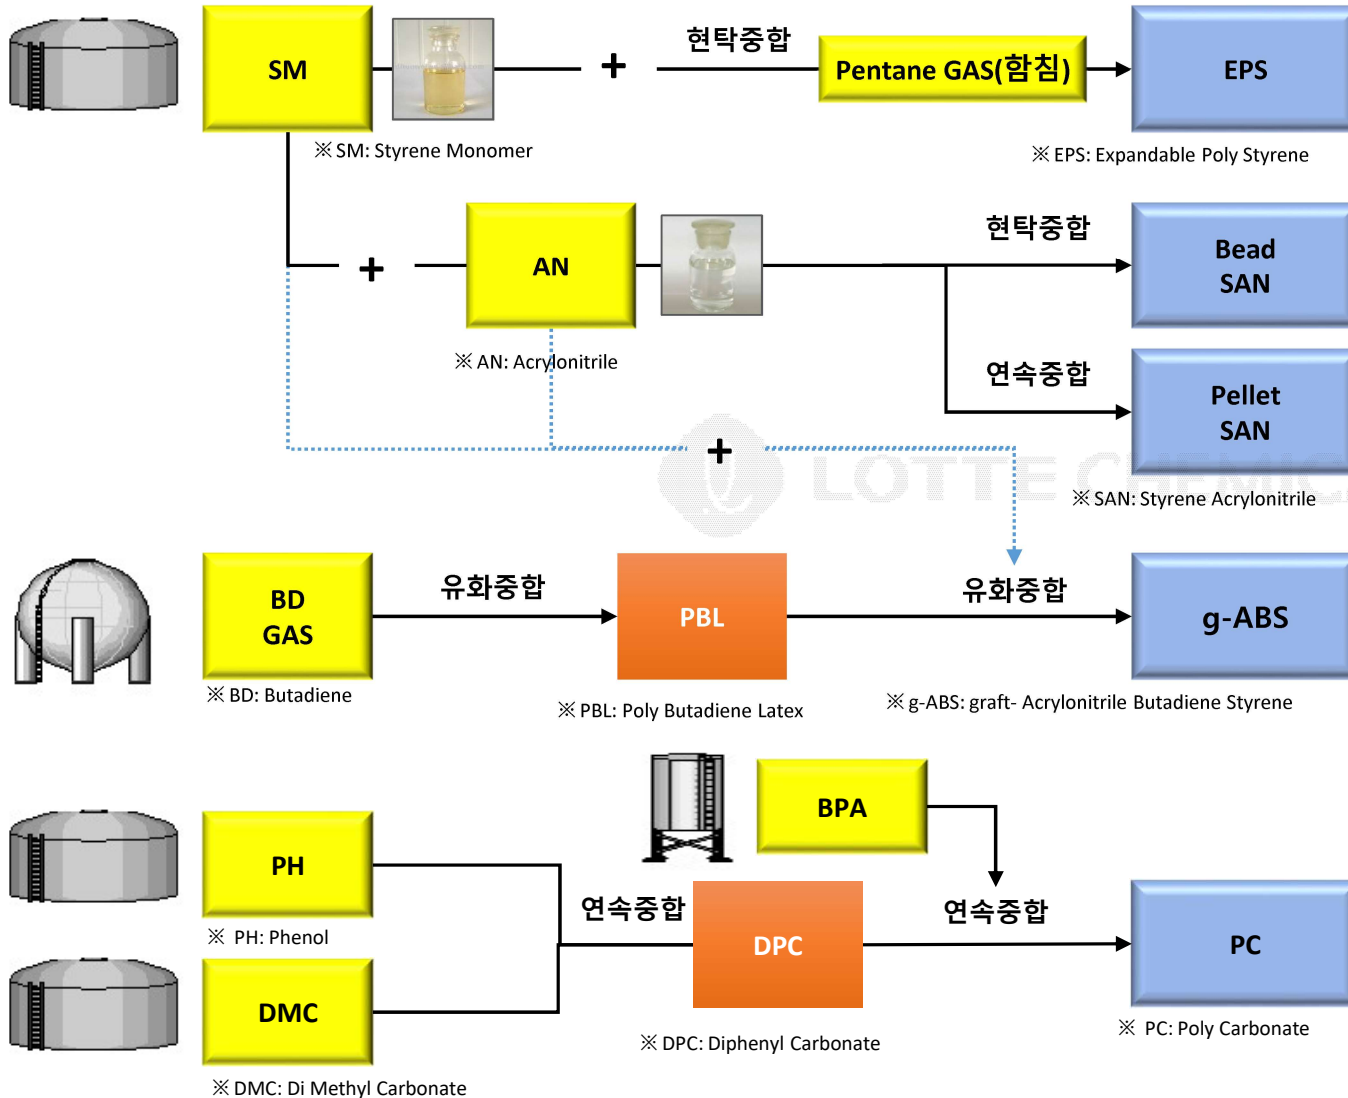 SM
+
현탁중합
Pentane GAS(함침)
EPS
※ SM: Styrene Monomer
※ EPS: Expandable Poly Styrene
+
AN
현탁중합
Bead
SAN
※ AN: Acrylonitrile
연속중합
Pellet
SAN
+
LOTTE CHEMIC
※ SAN: Styrene Acrylonitrile
BD
GAS
유화중합
PBL
유화중합
g-ABS
※ BD: Butadiene
※ PBL: Poly Butadiene Latex
※ g-ABS: graft- Acrylonitrile Butadiene Styrene
BPA
PH
연속중합
연속중합
※ PH: Phenol
DPC
PC
DMC
※ DPC: Diphenyl Carbonate
※ PC: Poly Carbonate
※ DMC: Di Methyl Carbonate